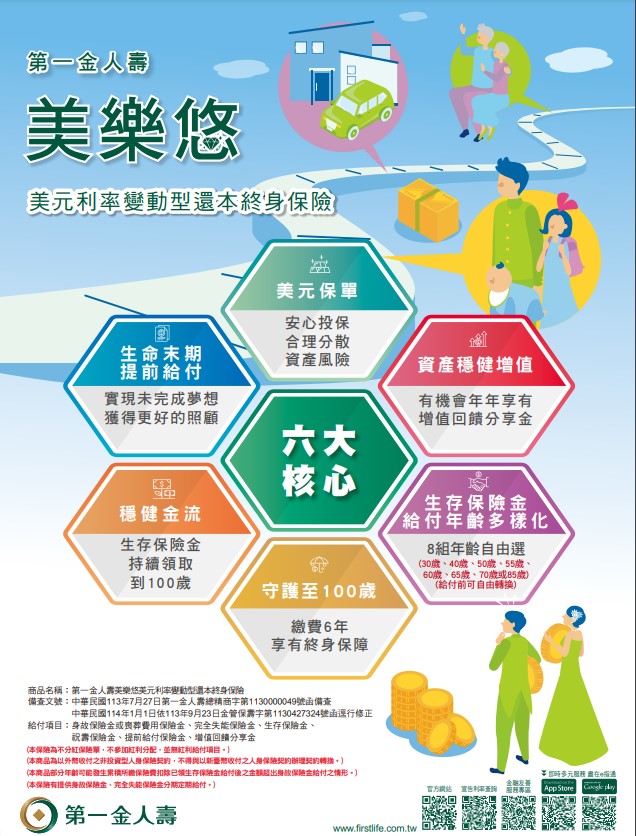 第一金人壽
美樂悠
美元利率變動型還本終身保險
美元保單
安心投保
合理分散
資產風險
生命末期
提前給付
實現未完成夢想
獲得更好的照顧
資產穩健增值
有機會年年享有
增值回饋分享金
六大
核心
穩健金流
生存保險金
持續領取
到100歲
生存保險金
給付年齡多樣化
8組年齡自由選
(30歲、40歲、50歲、55歲、
60歲、65歲、70歲或85歲)
(給付前可自由轉換)
守護至100歲
繳費6年
享有終身保障
商品名稱：第一金人壽美樂悠美元利率變動型還本終身保險
備查文號：中華民國113年7月27日第一金人壽總精商字第1130000049號函備查
中華民國114年1月1日依113年9月23日金管保壽字第1130427324號函逕行修正
給付項目：身故保險金或喪葬費用保險金、完全失能保險金、生存保險金、
祝壽保險金、提前給付保險金、增值回饋分享金
(本保險為不分紅保險單，不參加紅利分配，並無紅利給付項目。)
(本商品為以外幣收付之非投資型人身保險契約，不得與以新臺幣收付之人身保險契約辦理契約轉換。)
(本商品部分年齡可能發生累積所繳保險費扣除已領生存保險金給付後之金額超出身故保險金給付之情形。)
(本保險有提供身故保險金、完全失能保險金分期定期給付。)
第一金人壽
www.firstlife.com.tw
官方網站
宣告利率查詢
金融友善
服務專區
即時多元服務 盡在e指通
App Store
Google play